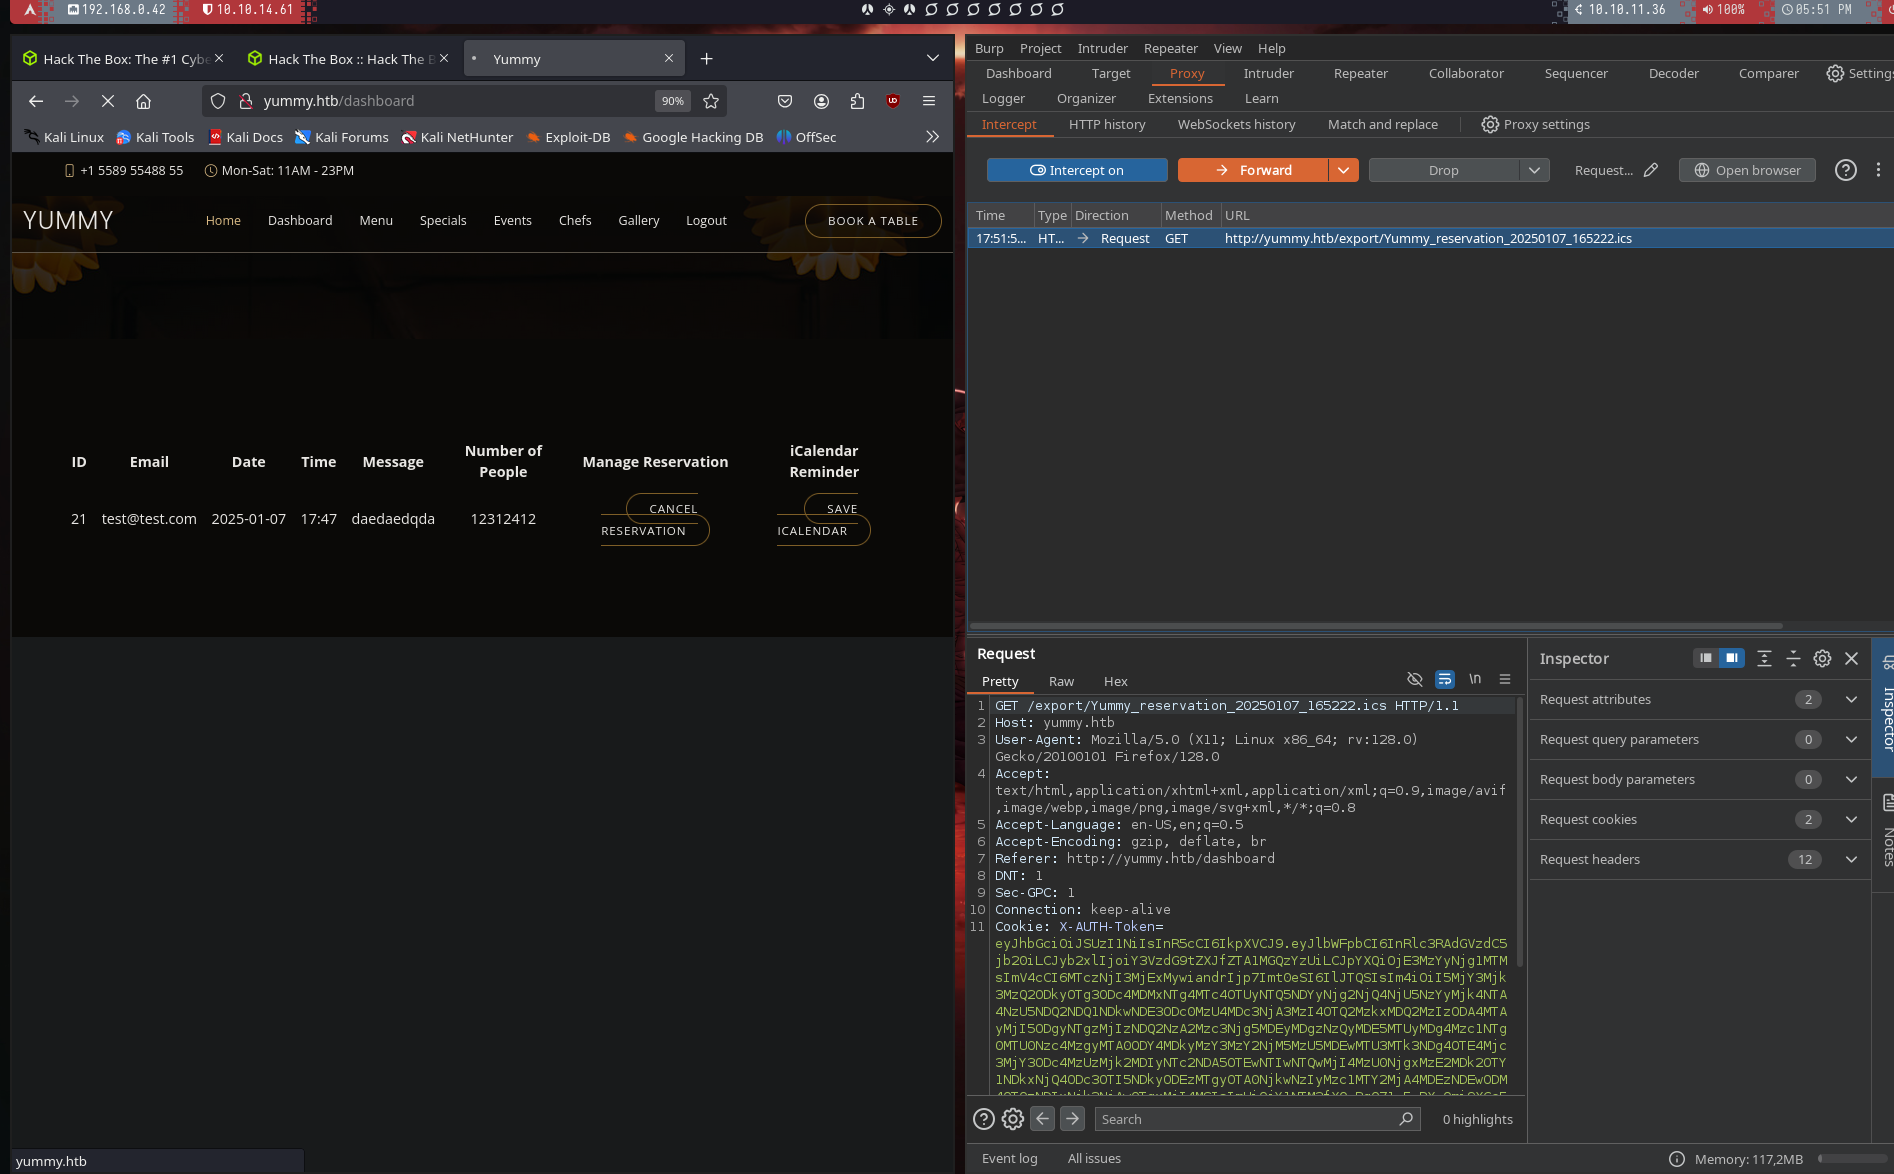 192.168.0.42
10.10.14.61
10.10.11.36
100%
05:51 PM
Hack The Box: The #1 Cybe
Hack The Box :: Hack The B
Yummy
yummy.htb/dashboard
90%
Kali Linux
Kali Tools
Kali Docs
Kali Forums
Kali NetHunter
Exploit-DB
Google Hacking DB
OffSec
+1 5589 55488 55
Mon-Sat: 11AM - 23PM
YUMMY
Home
Dashboard
Menu
Specials
Events
Chefs
Gallery
Logout
BOOK A TABLE
ID
Email
Date
Time
Message
Number of
People
Manage Reservation
iCalendar
Reminder
21
test@test.com
2025-01-07
17:47
daedaedqda
12312412
CANCEL
RESERVATION
SAVE
ICALENDAR
yummy.htb
Burp Project Intruder Repeater View Help
Dashboard Target Proxy Intruder Repeater Collaborator Sequencer Decoder Comparer Settings
Logger Organizer Extensions Learn
Intercept HTTP history WebSockets history Match and replace Proxy settings
Intercept on
Forward
Drop
Request...
Open browser
Time Type Direction Method URL
17:51:5... HT... Request GET http://yummy.htb/export/Yummy_reservation_20250107_165222.ics
Request
Pretty Raw Hex
\n
1 GET /export/Yummy_reservation_20250107_165222.ics HTTP/1.1
2 Host: yummy.htb
3 User-Agent: Mozilla/5.0 (X11; Linux x86_64; rv:128.0)
Gecko/20100101 Firefox/128.0
4 Accept:
text/html,application/xhtml+xml,application/xml;q=0.9,image/avif
,image/webp,image/png,image/svg+xml,*/*;q=0.8
5 Accept-Language: en-US,en;q=0.5
6 Accept-Encoding: gzip, deflate, br
7 Referer: http://yummy.htb/dashboard
8 DNT: 1
9 Sec-GPC: 1
10 Connection: keep-alive
11 Cookie: X-AUTH-Token=
Search
0 highlights
Inspector
Request attributes 2
Request query parameters 0
Request body parameters 0
Request cookies 2
Request headers 12
Inspector
Notes
Event log All issues
Memory: 117,2MB